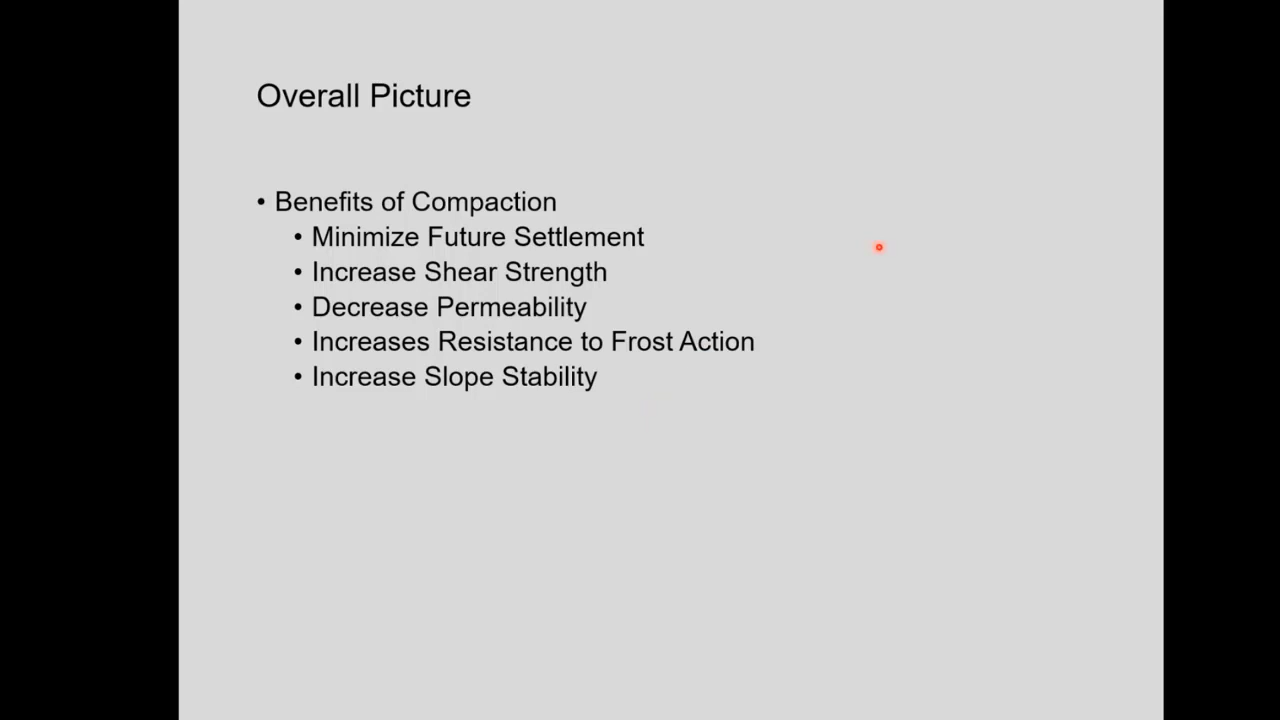 Overall Picture
• Benefits of Compaction
• Minimize Future Settlement
• Increase Shear Strength
• Decrease Permeability
• Increases Resistance to Frost Action
• Increase Slope Stability